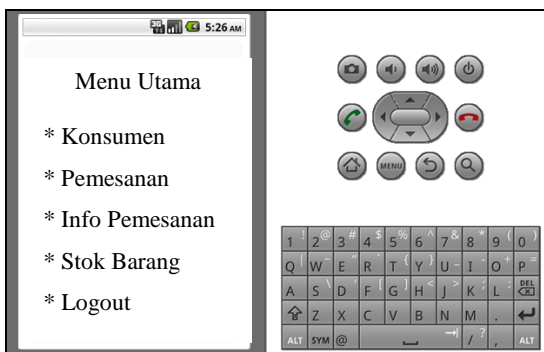 3G 5:26 AM
Menu Utama
* Konsumen
* Pemesanan
* Info Pemesanan
* Stok Barang
* Logout
MENU
1 ! 2 @ 3 # 4 $ 5 % 6 ^ 7 & 8 * 9 ( 0 )
Q | W ~ E " R ` T { Y } U - I - O + P =
A S \ D ' F [ G ] H < J > K ; L : DEL
Z X C V B N M .
ALT SYM @ / ? , ALT